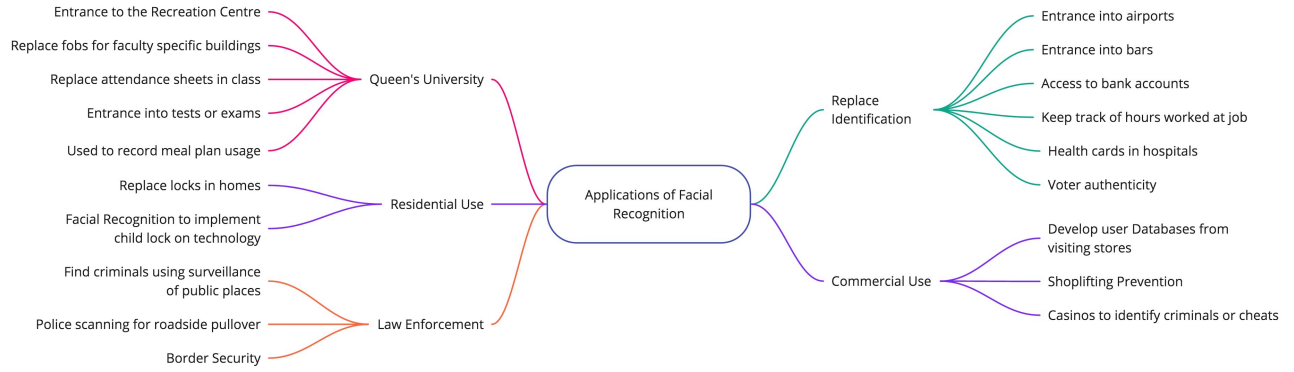 Entrance to the Recreation Centre
Replace fobs for faculty specific buildings
Replace attendance sheets in class
Entrance into tests or exams
Used to record meal plan usage
Queen's University
Replace locks in homes
Facial Recognition to implement
child lock on technology
Residential Use
Find criminals using surveillance
of public places
Police scanning for roadside pullover
Border Security
Law Enforcement
Applications of Facial
Recognition
Replace
Identification
Entrance into airports
Entrance into bars
Access to bank accounts
Keep track of hours worked at job
Health cards in hospitals
Voter authenticity
Commercial Use
Develop user Databases from
visiting stores
Shoplifting Prevention
Casinos to identify criminals or cheats